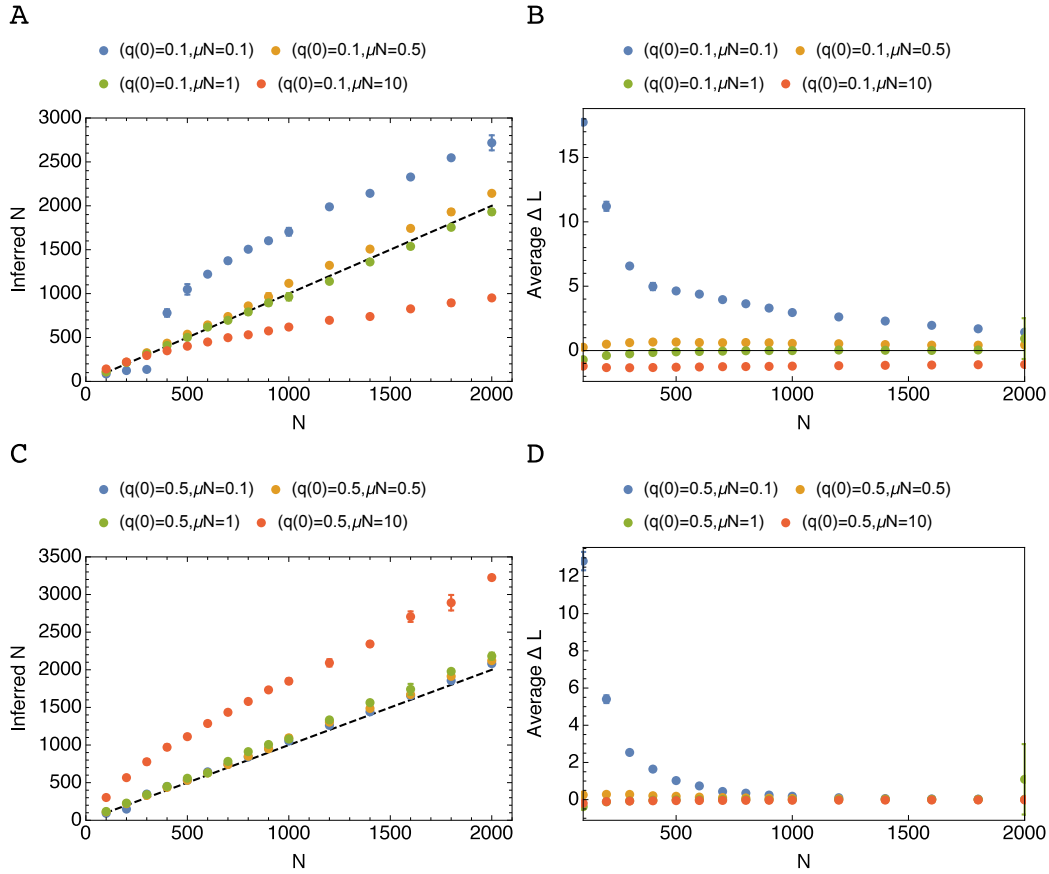 A
(q(0)=0.1,μN=0.1) (q(0)=0.1,μN=0.5)
(q(0)=0.1,μN=1) (q(0)=0.1,μN=10)
3000
2500
2000
1500
1000
500
0
Inferred N
0 500 1000 1500 2000
N
B
(q(0)=0.1,μN=0.1) (q(0)=0.1,μN=0.5)
(q(0)=0.1,μN=1) (q(0)=0.1,μN=10)
15
10
5
0
Average Δ L
500 1000 1500 2000
N
C
(q(0)=0.5,μN=0.1) (q(0)=0.5,μN=0.5)
(q(0)=0.5,μN=1) (q(0)=0.5,μN=10)
3500
3000
2500
2000
1500
1000
500
0
Inferred N
0 500 1000 1500 2000
N
D
(q(0)=0.5,μN=0.1) (q(0)=0.5,μN=0.5)
(q(0)=0.5,μN=1) (q(0)=0.5,μN=10)
12
10
8
6
4
2
0
Average Δ L
500 1000 1500 2000
N